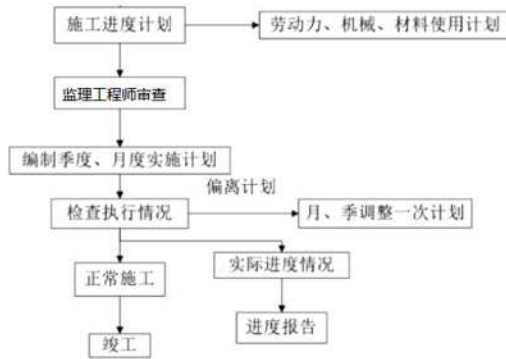 施工进度计划
劳动力、机械、材料使用计划
监理工程师审查
编制季度、月度实施计划
偏离计划
检查执行情况
月、季调整一次计划
正常施工
实际进度情况
竣工
进度报告